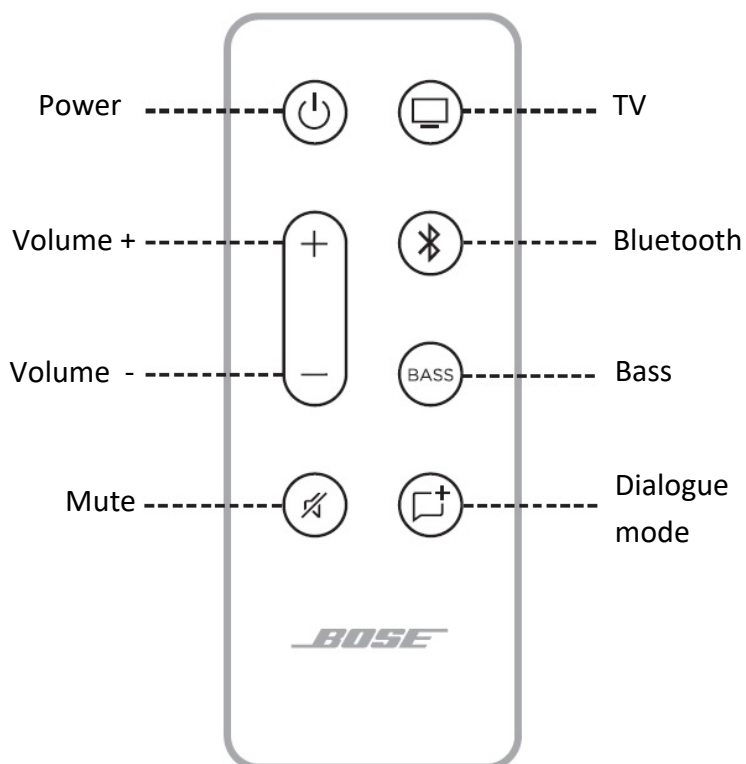 Power
TV
Volume +
Bluetooth
Volume -
BASS
Bass
Mute
Dialogue
mode
BOSE